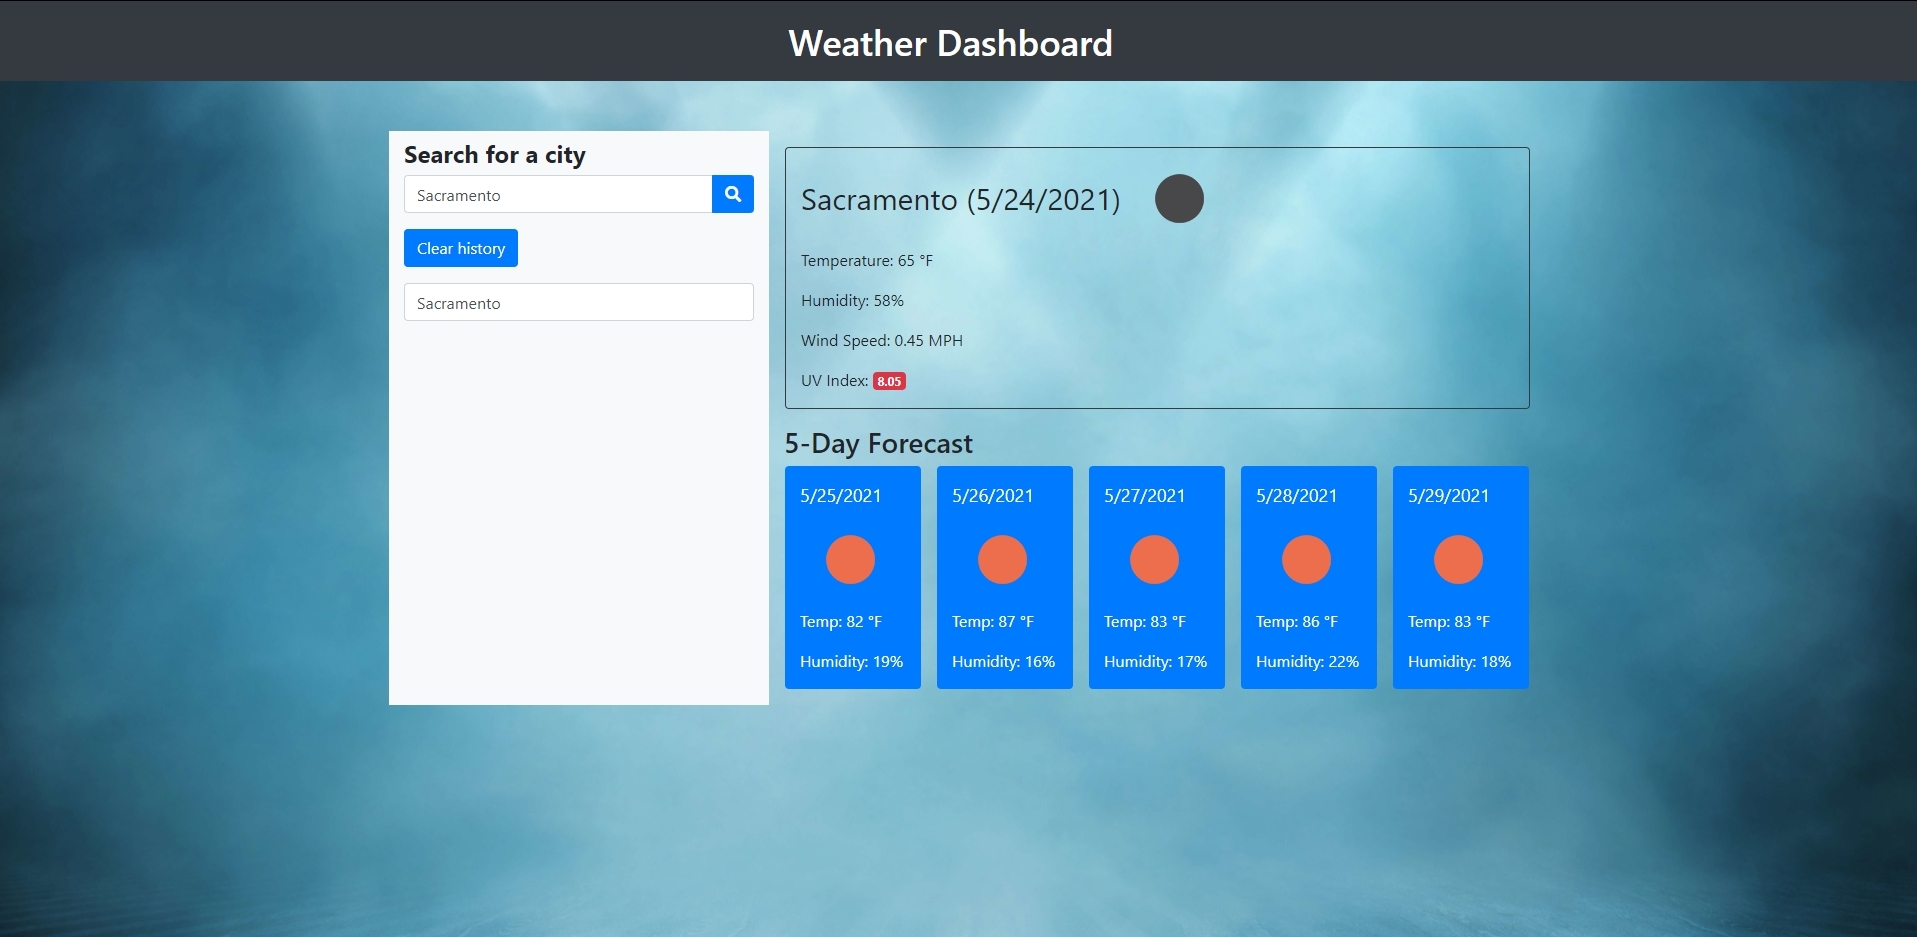 Weather Dashboard
Search for a city
Sacramento
Clear history
Sacramento
Sacramento (5/24/2021)
Temperature: 65 °F
Humidity: 58%
Wind Speed: 0.45 MPH
UV Index: 8.05
5-Day Forecast
5/25/2021
Temp: 82 °F
Humidity: 19%
5/26/2021
Temp: 87 °F
Humidity: 16%
5/27/2021
Temp: 83 °F
Humidity: 17%
5/28/2021
Temp: 86 °F
Humidity: 22%
5/29/2021
Temp: 83 °F
Humidity: 18%